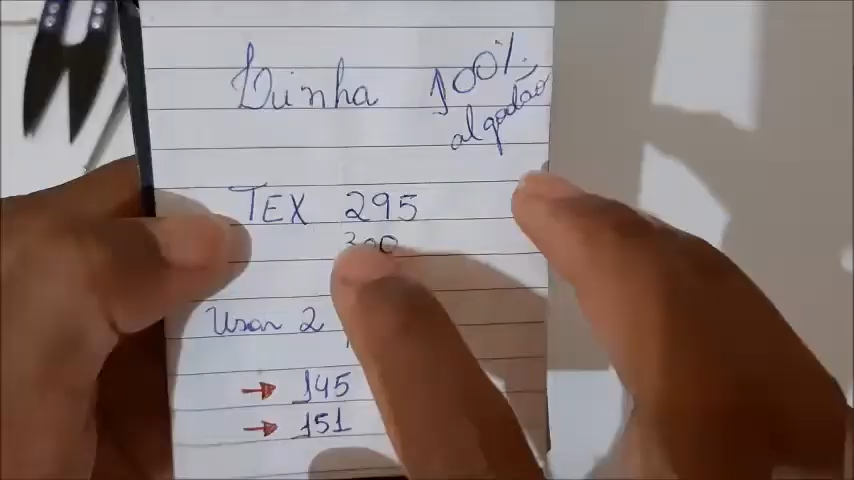 Linha 100%
algodão
TEX 295
300
Usar 2
→ 145
→ 151